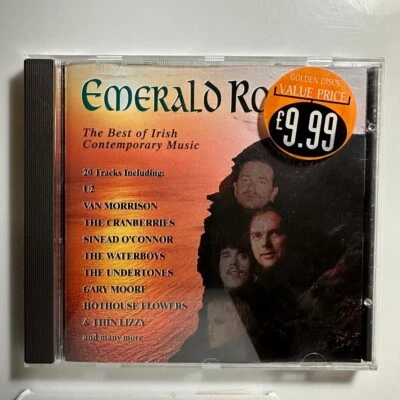 EMERALD RO
The Best of Irish
Contemporary Music
20 Tracks Including:
U2
VAN MORRISON
THE CRANBERRIES
SINEAD O'CONNOR
THE WATERBOYS
THE UNDERTONES
GARY MOORE
HOTHOUSE FLOWERS
& THIN LIZZY
and many more
GOLDEN DISCS
VALUE PRICE
£9.99